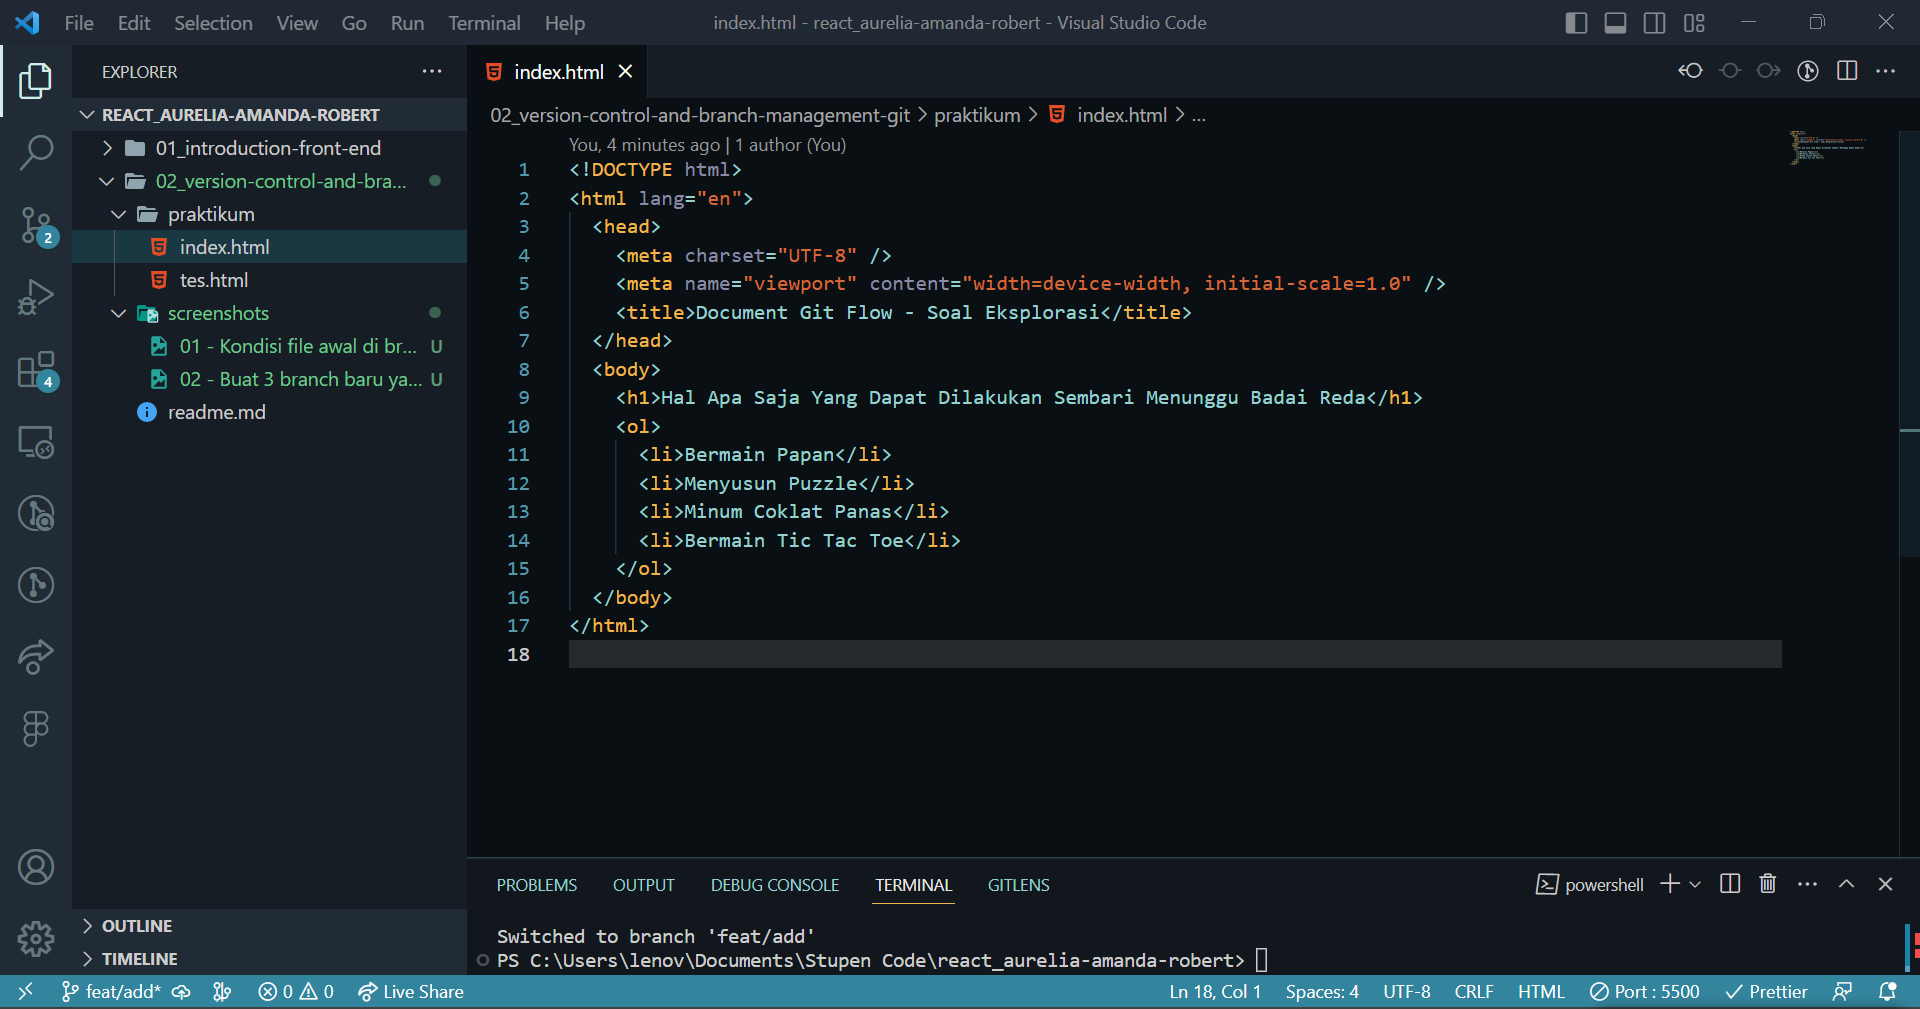 File Edit Selection View Go Run Terminal Help
index.html - react_aurelia-amanda-robert - Visual Studio Code
EXPLORER
REACT_AURELIA-AMANDA-ROBERT
01_introduction-front-end
02_version-control-and-bra...
praktikum
index.html
tes.html
screenshots
01 - Kondisi file awal di br... U
02 - Buat 3 branch baru ya... U
readme.md
OUTLINE
TIMELINE
2
4
index.html
02_version-control-and-branch-management-git > praktikum > index.html > ...
You, 4 minutes ago | 1 author (You)
1 <!DOCTYPE html>
2 <html lang="en">
3 <head>
4 <meta charset="UTF-8" />
5 <meta name="viewport" content="width=device-width, initial-scale=1.0" />
6 <title>Document Git Flow - Soal Eksplorasi</title>
7 </head>
8 <body>
9 <h1>Hal Apa Saja Yang Dapat Dilakukan Sembari Menunggu Badai Reda</h1>
10 <ol>
11 <li>Bermain Papan</li>
12 <li>Menyusun Puzzle</li>
13 <li>Minum Coklat Panas</li>
14 <li>Bermain Tic Tac Toe</li>
15 </ol>
16 </body>
17 </html>
18
PROBLEMS OUTPUT DEBUG CONSOLE TERMINAL GITLENS
powershell
Switched to branch 'feat/add'
PS C:\Users\lenov\Documents\Stupen Code\react_aurelia-amanda-robert>
feat/add* 0 0 Live Share Ln 18, Col 1 Spaces: 4 UTF-8 CRLF HTML Port : 5500 Prettier